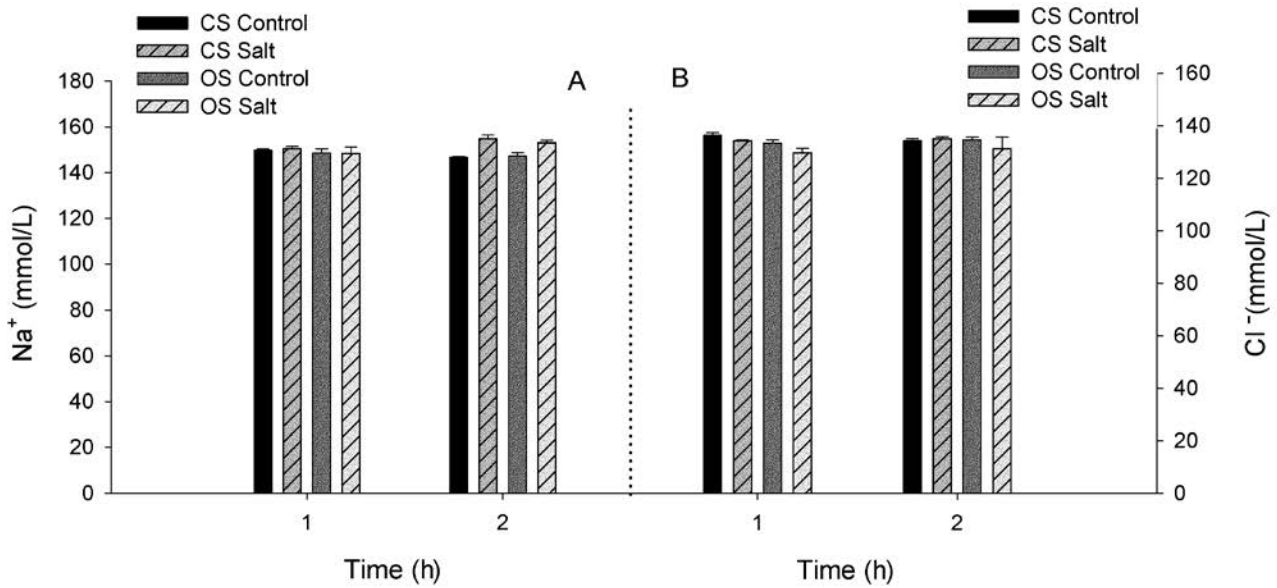 CS Control
CS Salt
OS Control
OS Salt
A
180
160
140
120
100
80
60
40
20
0
Na+ (mmol/L)
1
2
Time (h)
CS Control
CS Salt
OS Control
OS Salt
B
160
140
120
100
80
60
40
20
0
Cl -(mmol/L)
1
2
Time (h)